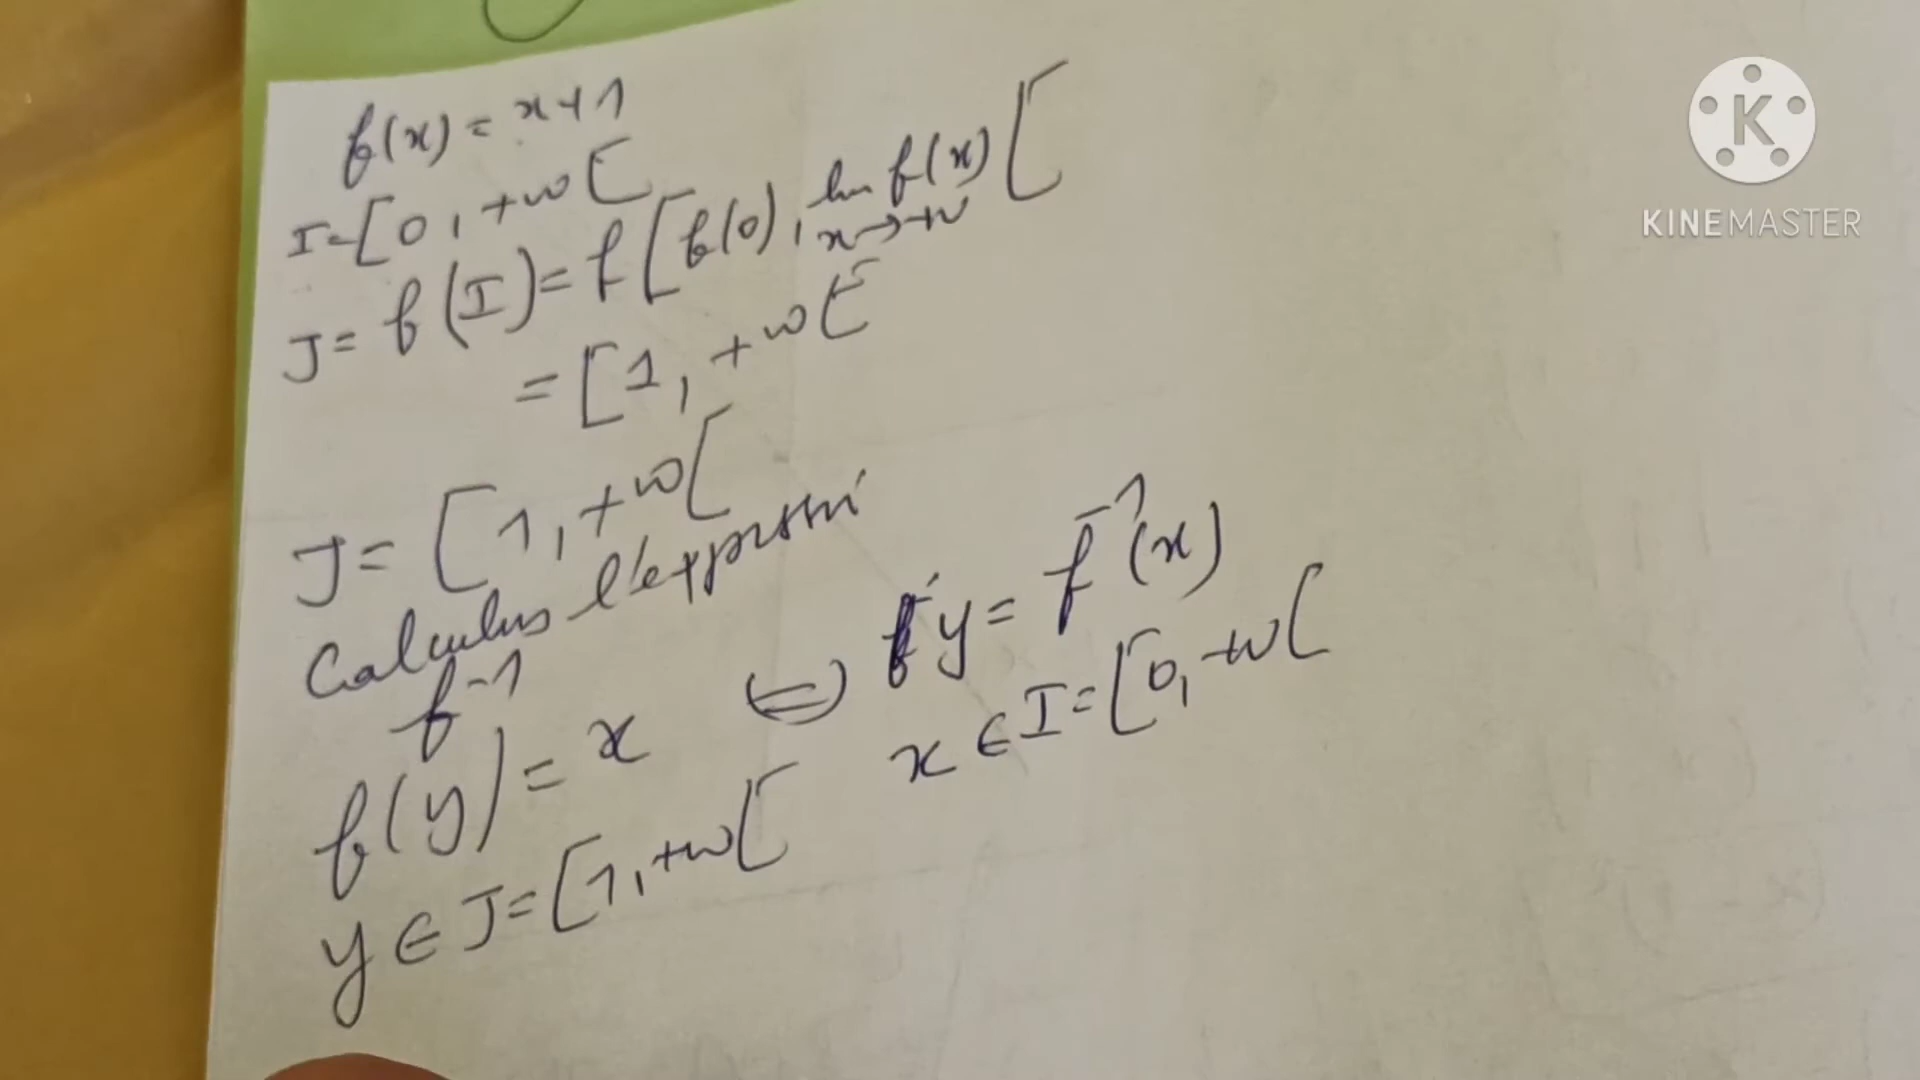 f(x) = x+1
I=[0, +∞[
J= f(I)= f[f(0), lim f(x)[
x→+∞
=[1, +∞[
J= [1, +∞[
Calculus l'expressi
f⁻¹
f(y)=x ⇔ y= f⁻¹(x)
y∈J=[1,+∞[ x∈I=[0,+∞[
K
KINEMASTER